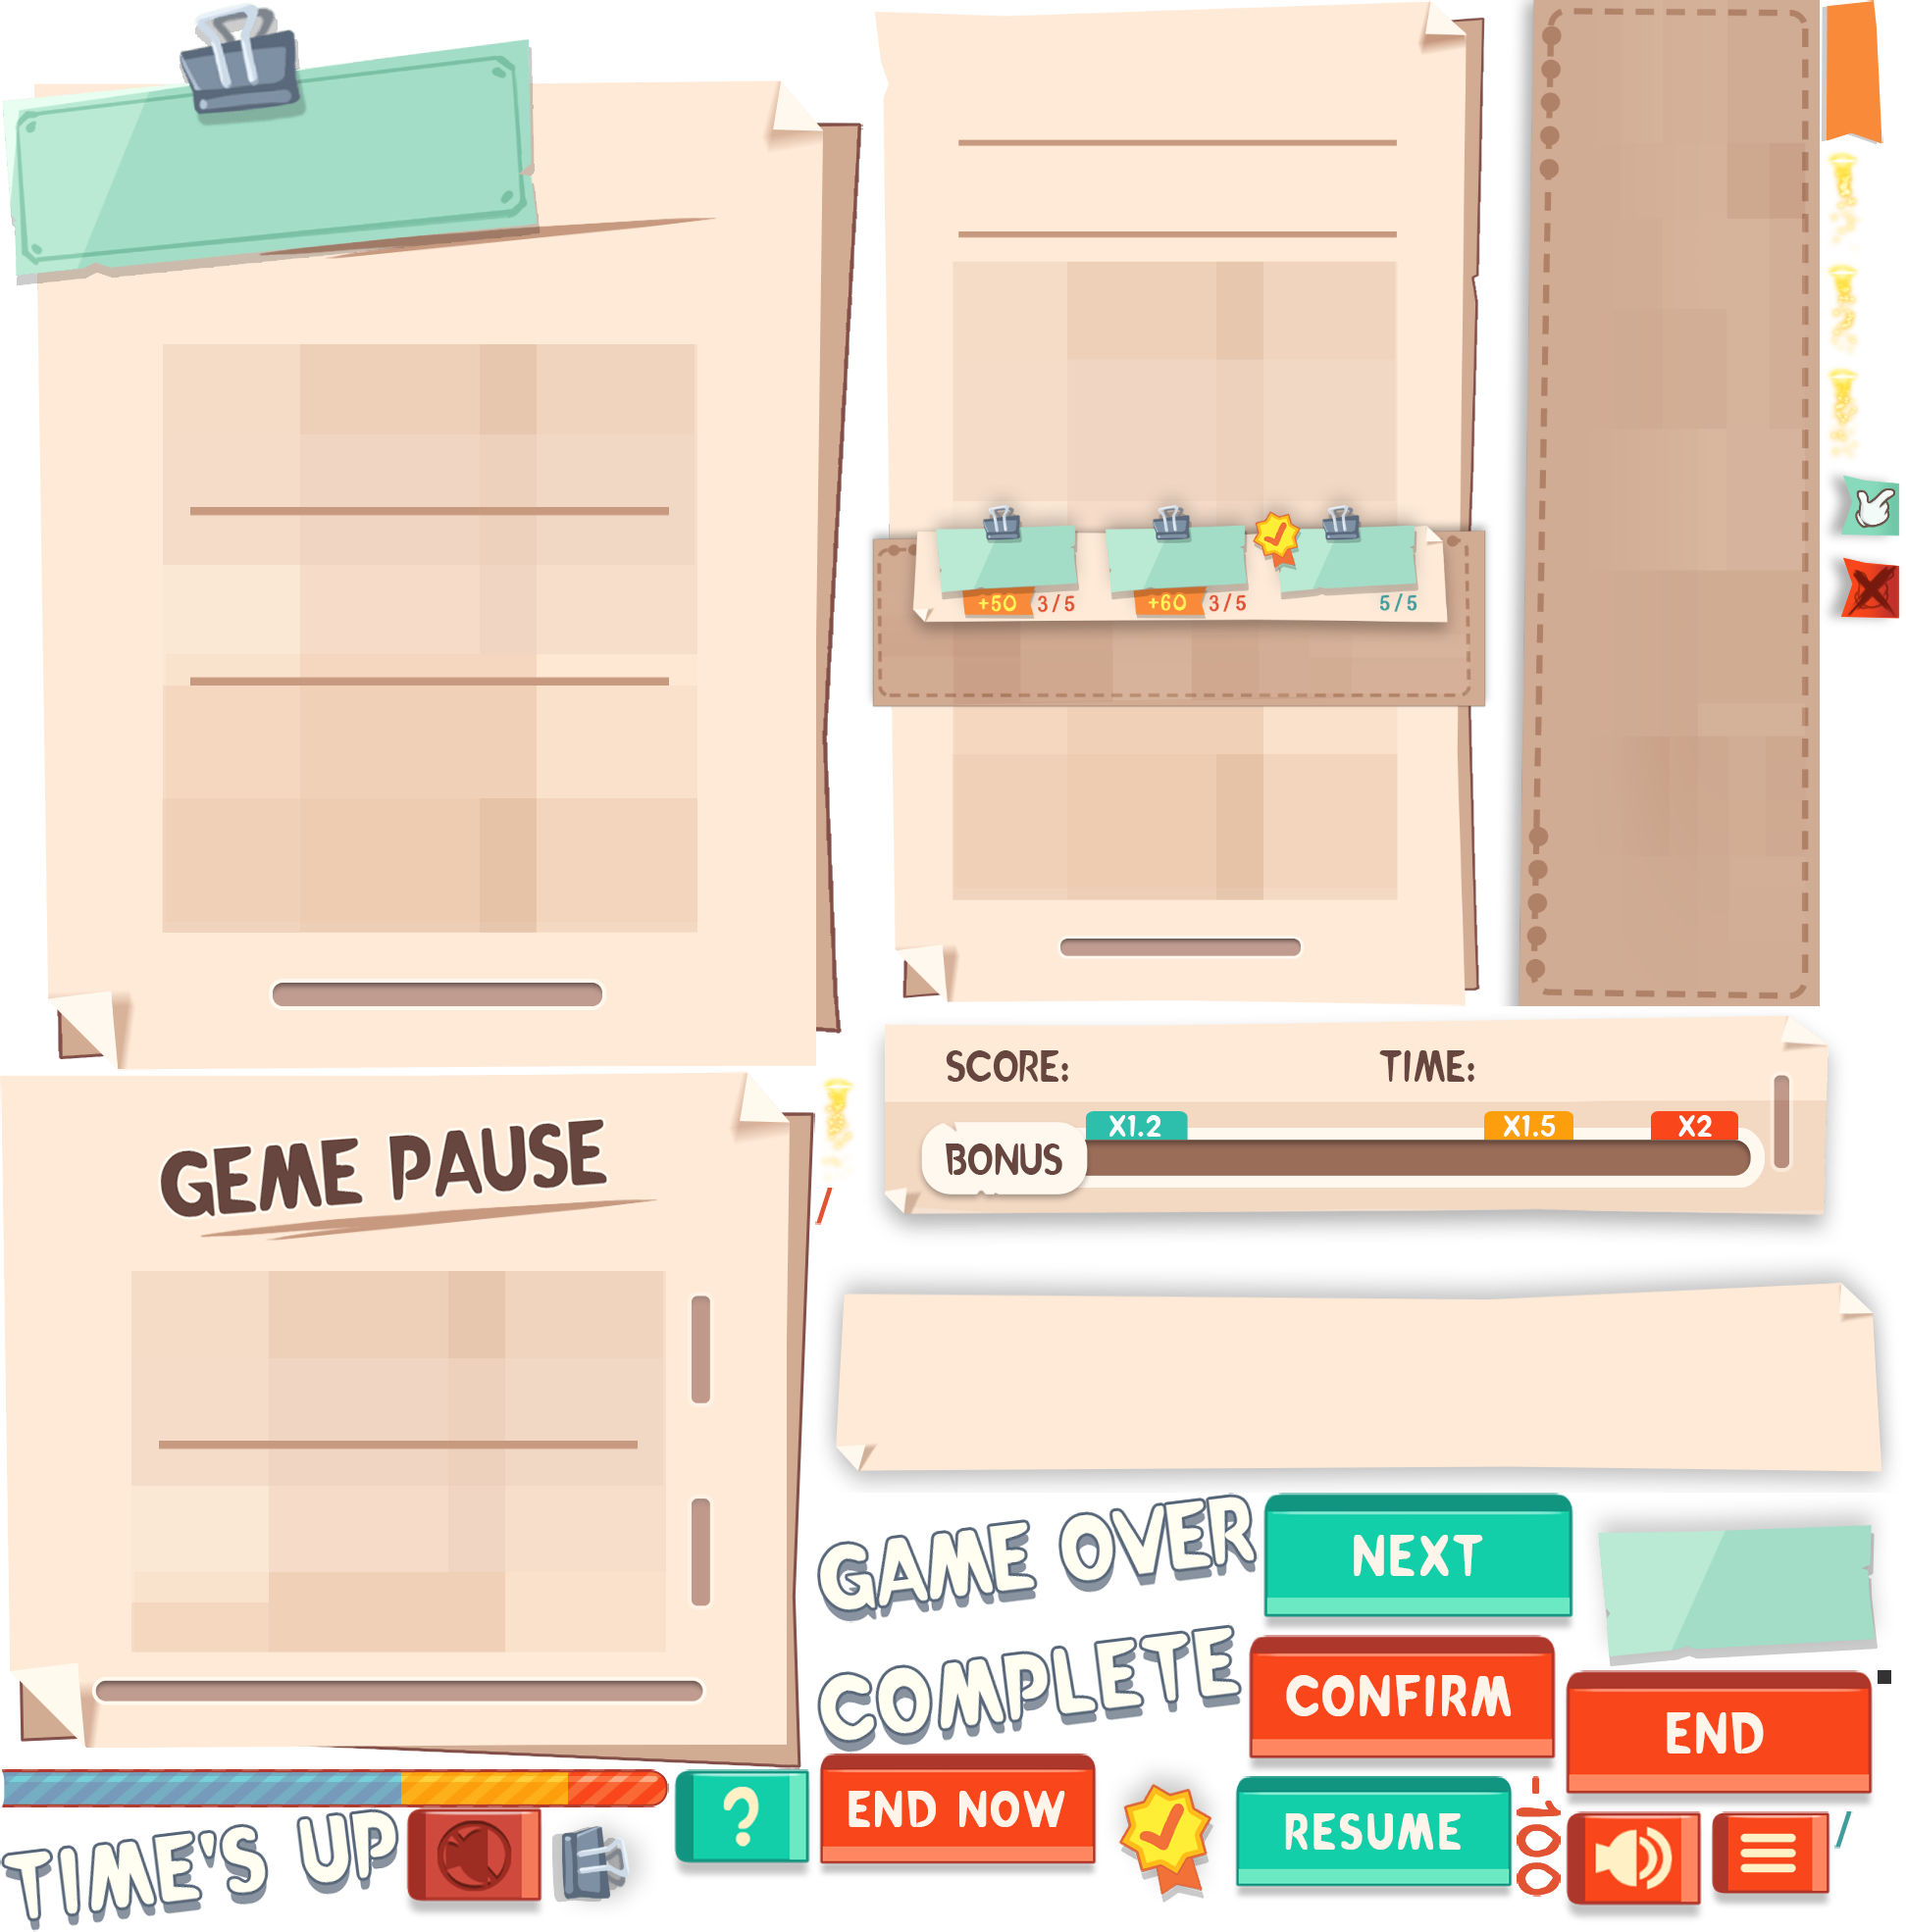 +50 3/5 +60 3/5 5/5
SCORE: TIME:
X1.2 X1.5 X2
BONUS
GEME PAUSE
/
GAME OVER
NEXT
COMPLETE
CONFIRM
END
?
END NOW
RESUME
-100
/
TIME'S UP